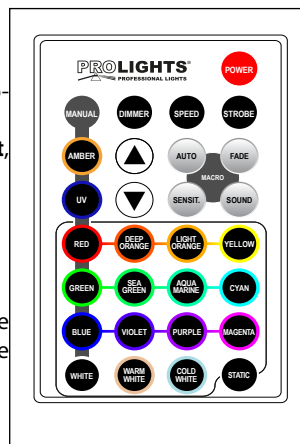 PROLIGHTS®
PROFESSIONAL LIGHTS
POWER
MANUAL DIMMER SPEED STROBE
AMBER AUTO FADE
MACRO
UV SENSIT. SOUND
RED DEEP ORANGE LIGHT ORANGE YELLOW
GREEN SEA GREEN AQUA MARINE CYAN
BLUE VIOLET PURPLE MAGENTA
WHITE WARM WHITE COLD WHITE STATIC